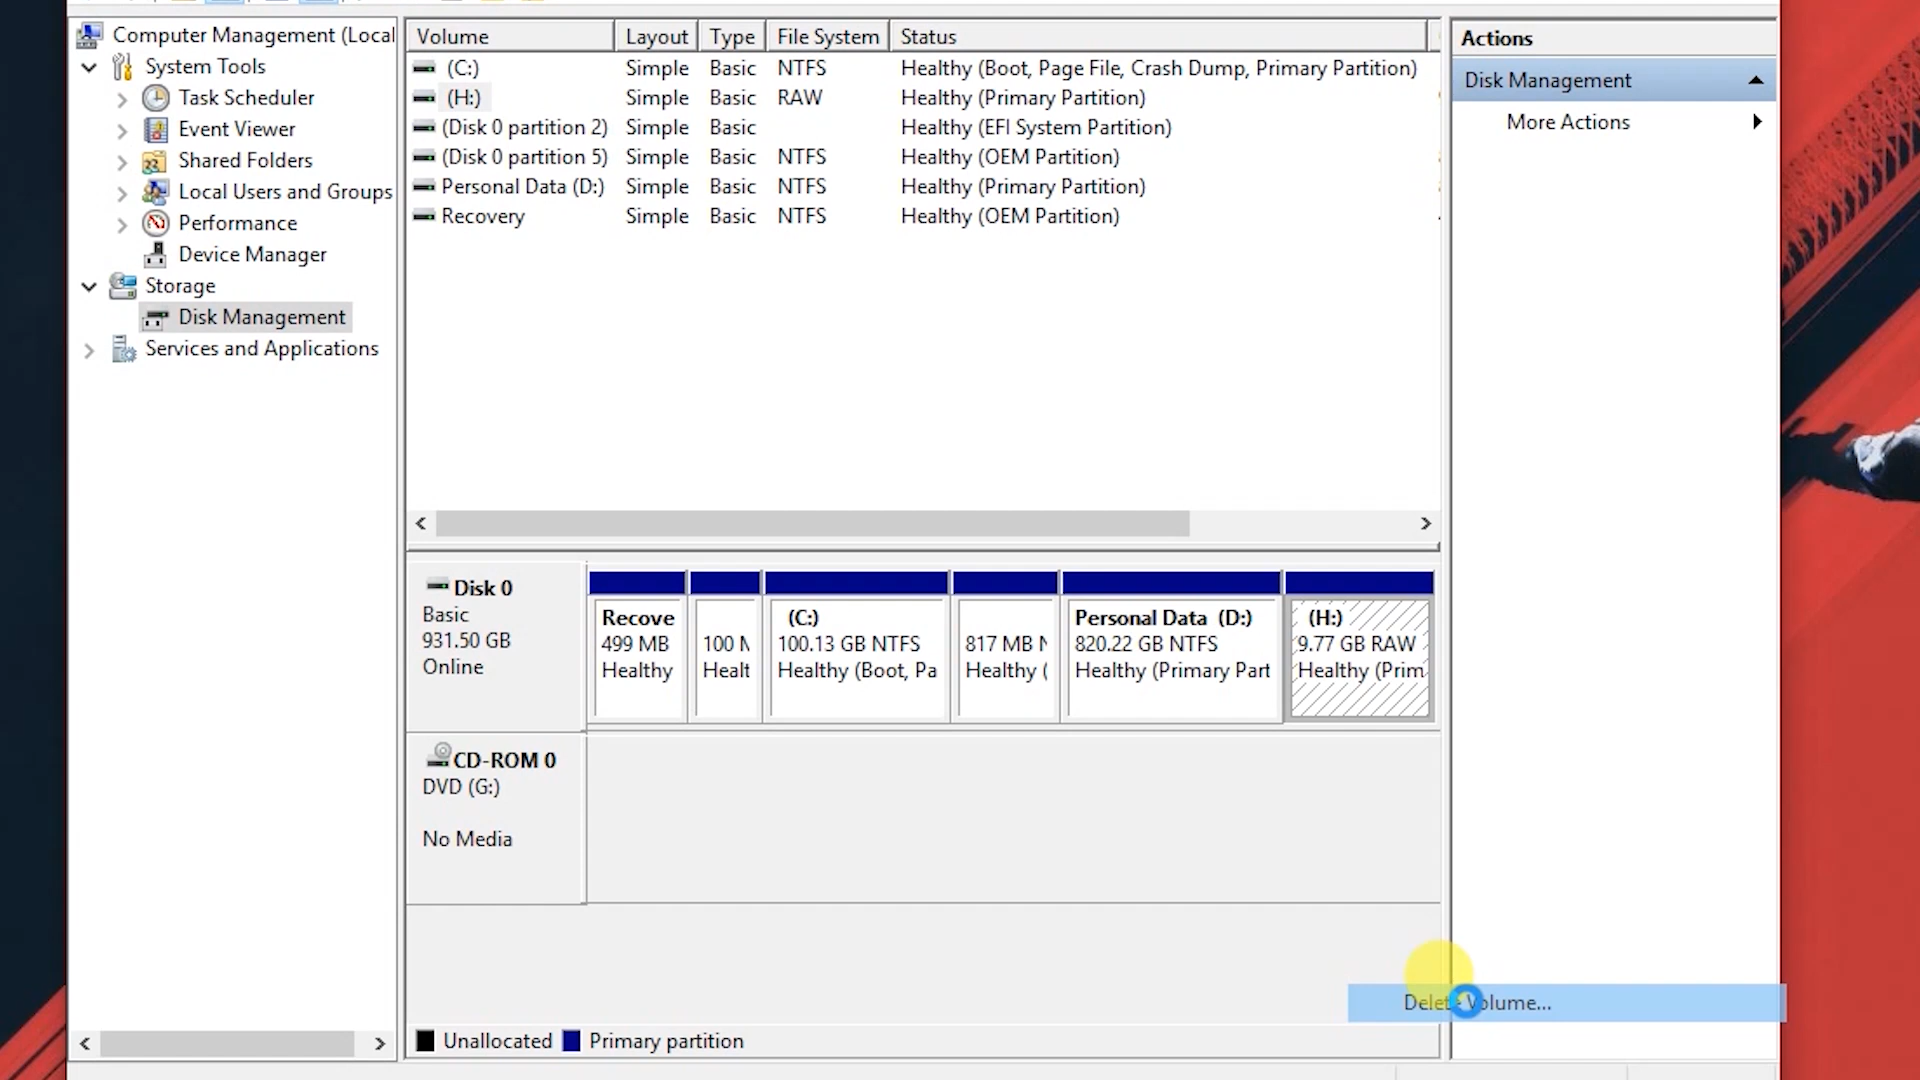 Computer Management (Local
System Tools
Task Scheduler
Event Viewer
Shared Folders
Local Users and Groups
Performance
Device Manager
Storage
Disk Management
Services and Applications
Volume Layout Type File System Status
(C:) Simple Basic NTFS Healthy (Boot, Page File, Crash Dump, Primary Partition)
(H:) Simple Basic RAW Healthy (Primary Partition)
(Disk 0 partition 2) Simple Basic Healthy (EFI System Partition)
(Disk 0 partition 5) Simple Basic NTFS Healthy (OEM Partition)
Personal Data (D:) Simple Basic NTFS Healthy (Primary Partition)
Recovery Simple Basic NTFS Healthy (OEM Partition)
Disk 0
Basic
931.50 GB
Online
Recove
499 MB
Healthy
100 M
Healt
(C:)
100.13 GB NTFS
Healthy (Boot, Pa
817 MB N
Healthy (
Personal Data (D:)
820.22 GB NTFS
Healthy (Primary Part
(H:)
9.77 GB RAW
Healthy (Prim
CD-ROM 0
DVD (G:)
No Media
Unallocated Primary partition
Actions
Disk Management
More Actions
Delete Volume...